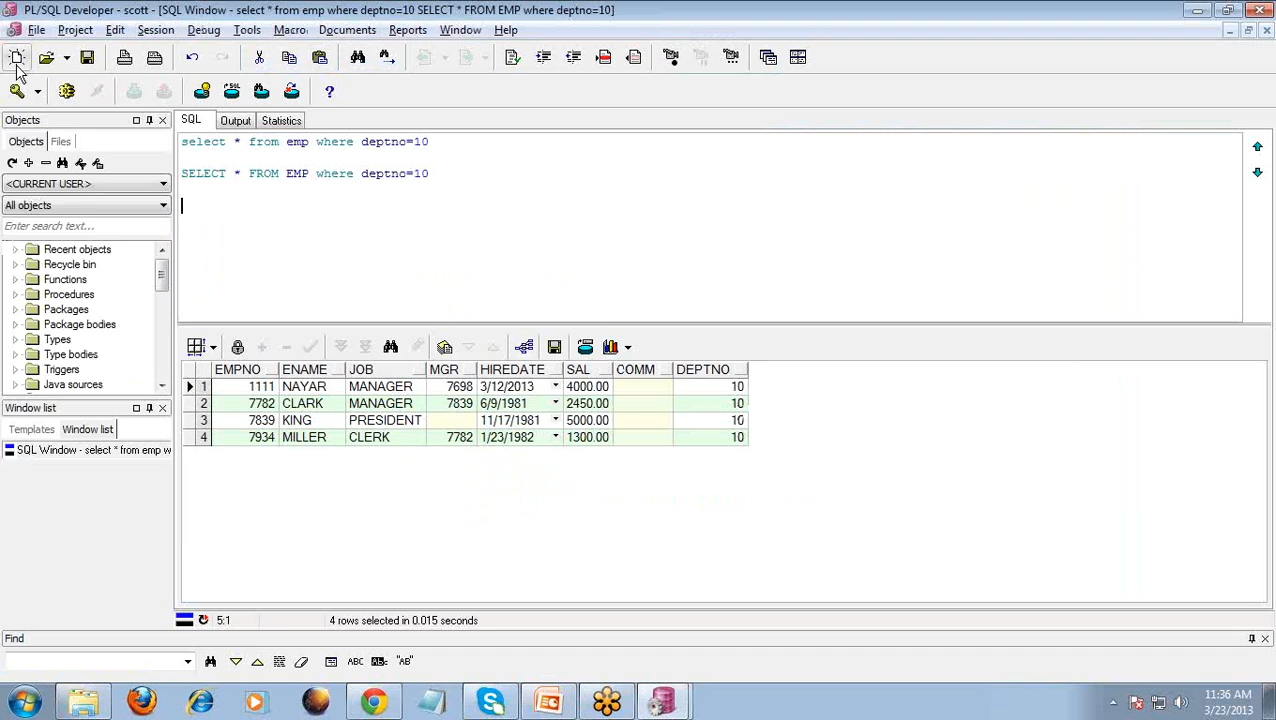 PL/SQL Developer - scott - [SQL Window - select * from emp where deptno=10 SELECT * FROM EMP where deptno=10]
File Project Edit Session Debug Tools Macro Documents Reports Window Help
Objects
Objects Files
<CURRENT USER>
All objects
Enter search text...
Recent objects
Recycle bin
Functions
Procedures
Packages
Package bodies
Types
Type bodies
Triggers
Java sources
Window list
Templates Window list
SQL Window - select * from emp w
SQL Output Statistics
select * from emp where deptno=10
SELECT * FROM EMP where deptno=10
EMPNO ENAME JOB MGR HIREDATE SAL COMM DEPTNO
1 1111 NAYAR MANAGER 7698 3/12/2013 4000.00 10
2 7782 CLARK MANAGER 7839 6/9/1981 2450.00 10
3 7839 KING PRESIDENT 11/17/1981 5000.00 10
4 7934 MILLER CLERK 7782 1/23/1982 1300.00 10
5:1 4 rows selected in 0.015 seconds
Find
ABC "AB"
11:36 AM
3/23/2013